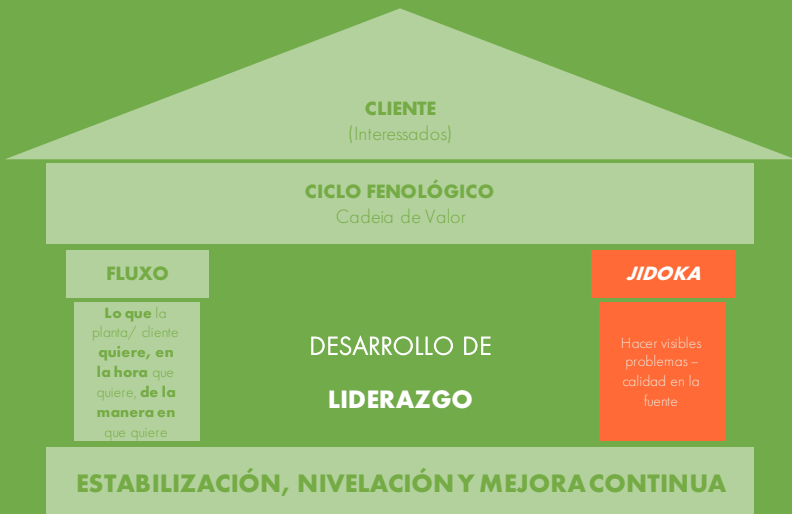 CLIENTE
(Interessados)
CICLO FENOLÓGICO
Cadeia de Valor
FLUXO
Lo que la
planta/ cliente
quiere, en
la hora que
quiere, de la
manera en
que quiere
DESARROLLO DE
LIDERAZGO
JIDOKA
Hacer visibles
problemas –
calidad en la
fuente
ESTABILIZACIÓN, NIVELACIÓN Y MEJORA CONTINUA